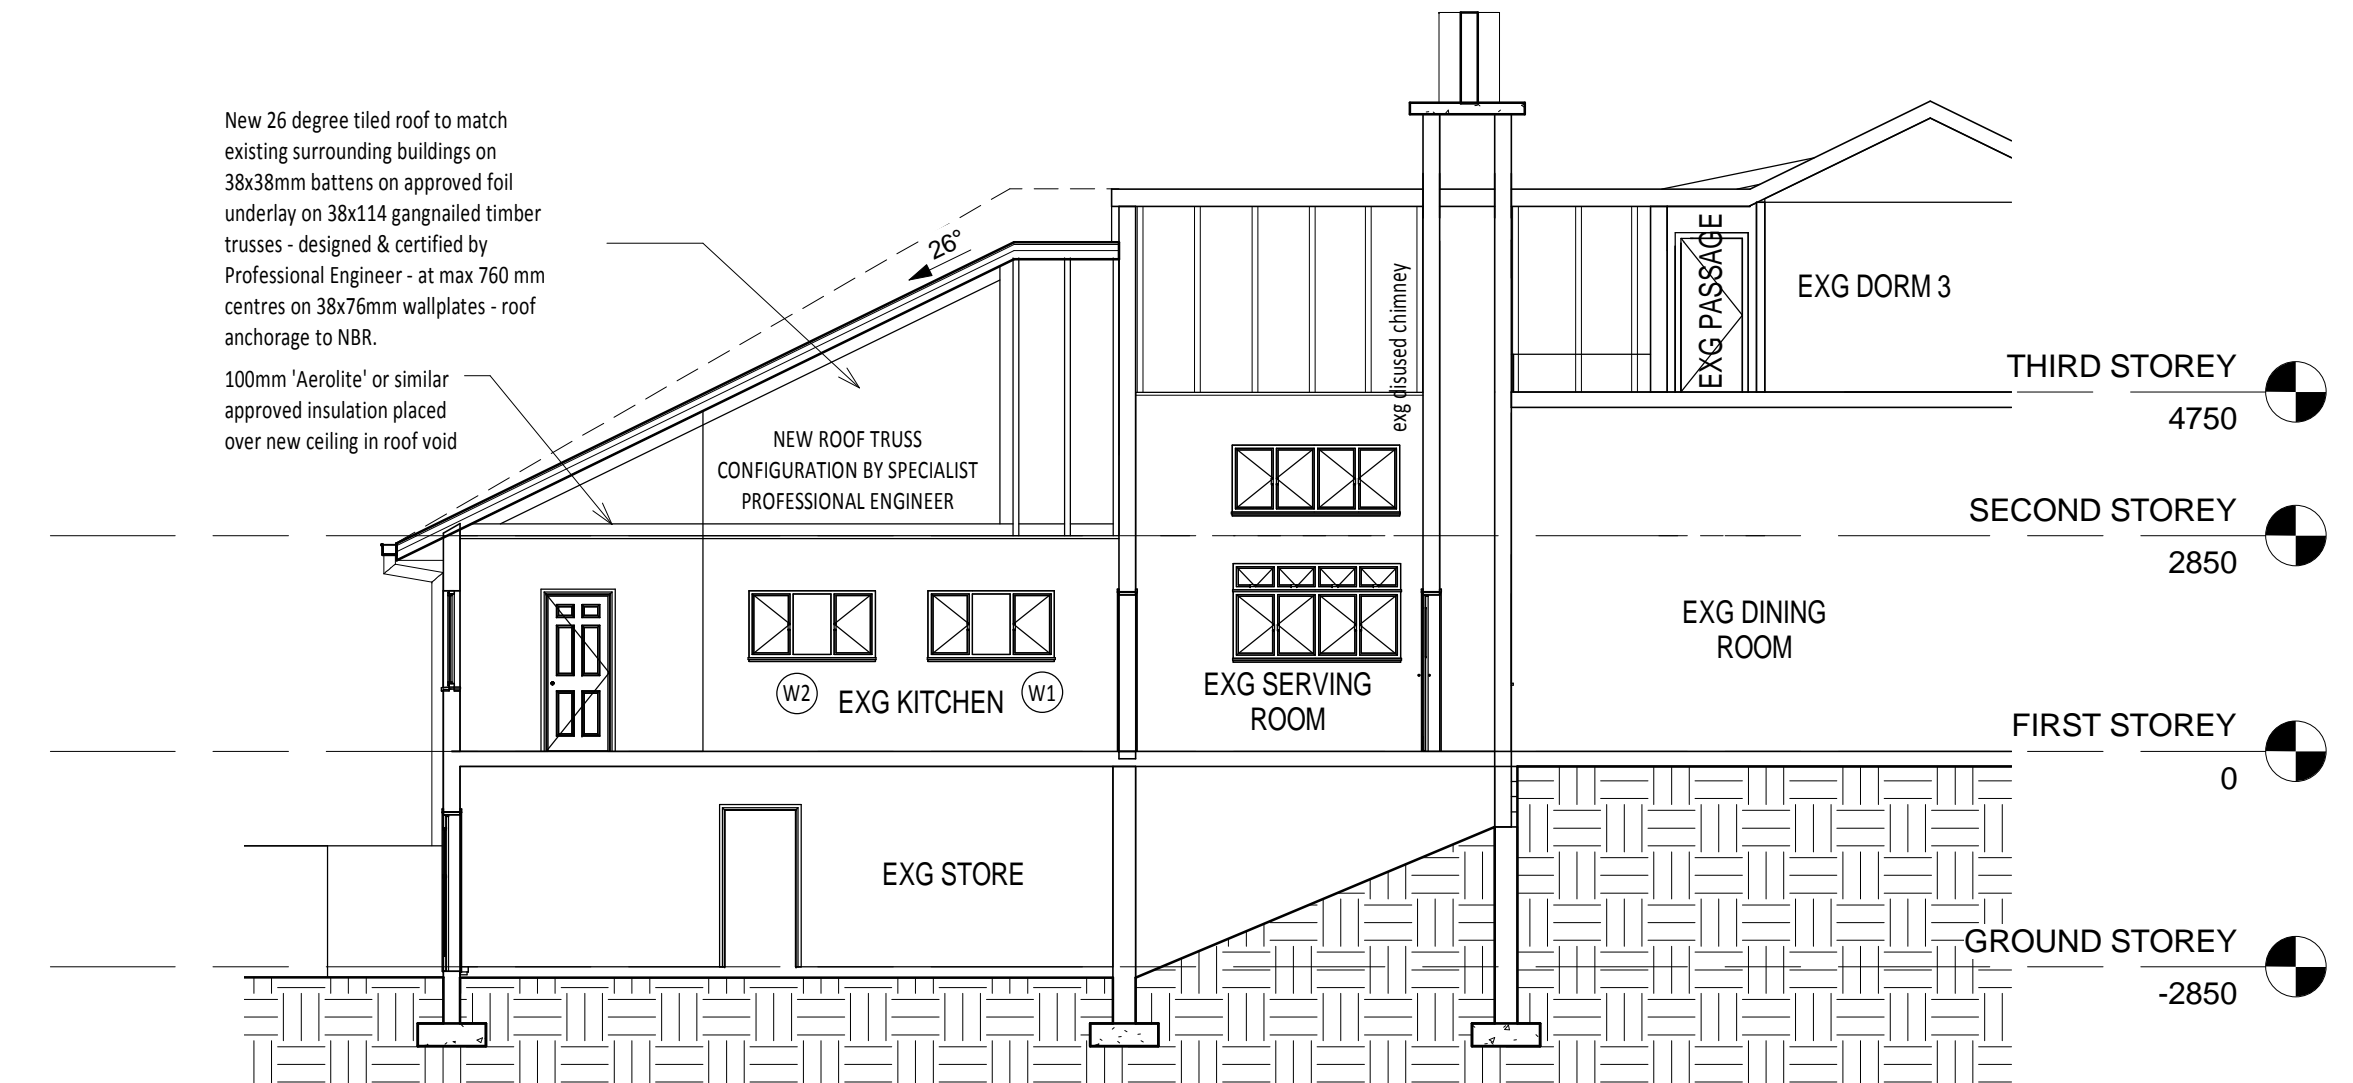 New 26 degree tiled roof to match
existing surrounding buildings on
38x38mm battens on approved foil
underlay on 38x114 gangnailed timber
trusses - designed & certified by
Professional Engineer - at max 760 mm
centres on 38x76mm wallplates - roof
anchorage to NBR.
100mm 'Aerolite' or similar
approved insulation placed
over new ceiling in roof void
26°
NEW ROOF TRUSS
CONFIGURATION BY SPECIALIST
PROFESSIONAL ENGINEER
exg disused chimney
EXG PASSAGE
EXG DORM 3
THIRD STOREY
4750
SECOND STOREY
2850
EXG DINING
ROOM
W2
EXG KITCHEN
W1
EXG SERVING
ROOM
FIRST STOREY
0
EXG STORE
GROUND STOREY
-2850